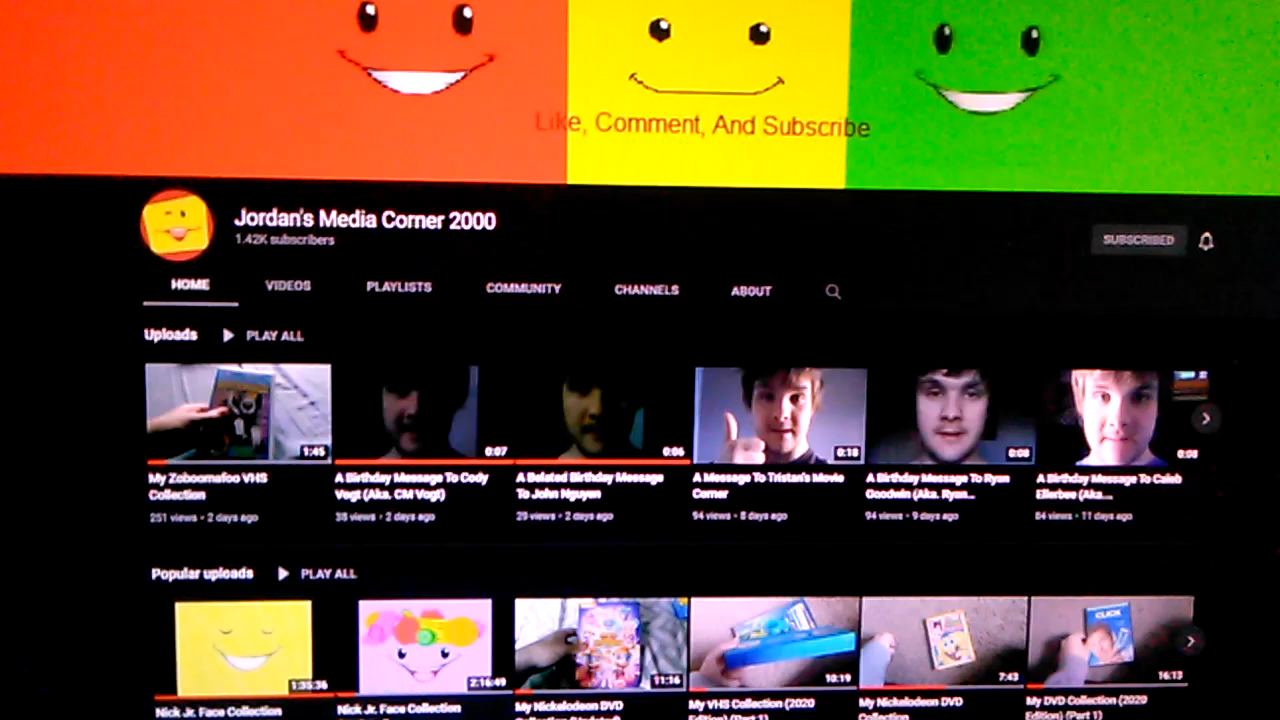 Like, Comment, And Subscribe
Jordan's Media Corner 2000
1.42K subscribers
SUBSCRIBED
HOME VIDEOS PLAYLISTS COMMUNITY CHANNELS ABOUT
Uploads PLAY ALL
1:45 0:07 0:06 0:18 0:08 0:08
My Zoboomafoo VHS Collection
251 views • 2 days ago
A Birthday Message To Cody Vogt (Aka. CM Vogt)
38 views • 2 days ago
A Belated Birthday Message To John Nguyen
29 views • 2 days ago
A Message To Tristan's Movie Corner
94 views • 8 days ago
A Birthday Message To Ryan Goodwin (Aka. Ryan...
94 views • 9 days ago
A Birthday Message To Caleb Ellerbee (Aka....
84 views • 11 days ago
Popular uploads PLAY ALL
CLICK
1:35:36 2:16:49 11:16 10:19 7:43 16:13
Nick Jr. Face Collection
Nick Jr. Face Collection
My Nickelodeon DVD Collection (Updated)
My VHS Collection (2020 Edition) (Part 1)
My Nickelodeon DVD Collection
My DVD Collection (2020 Edition) (Part 1)